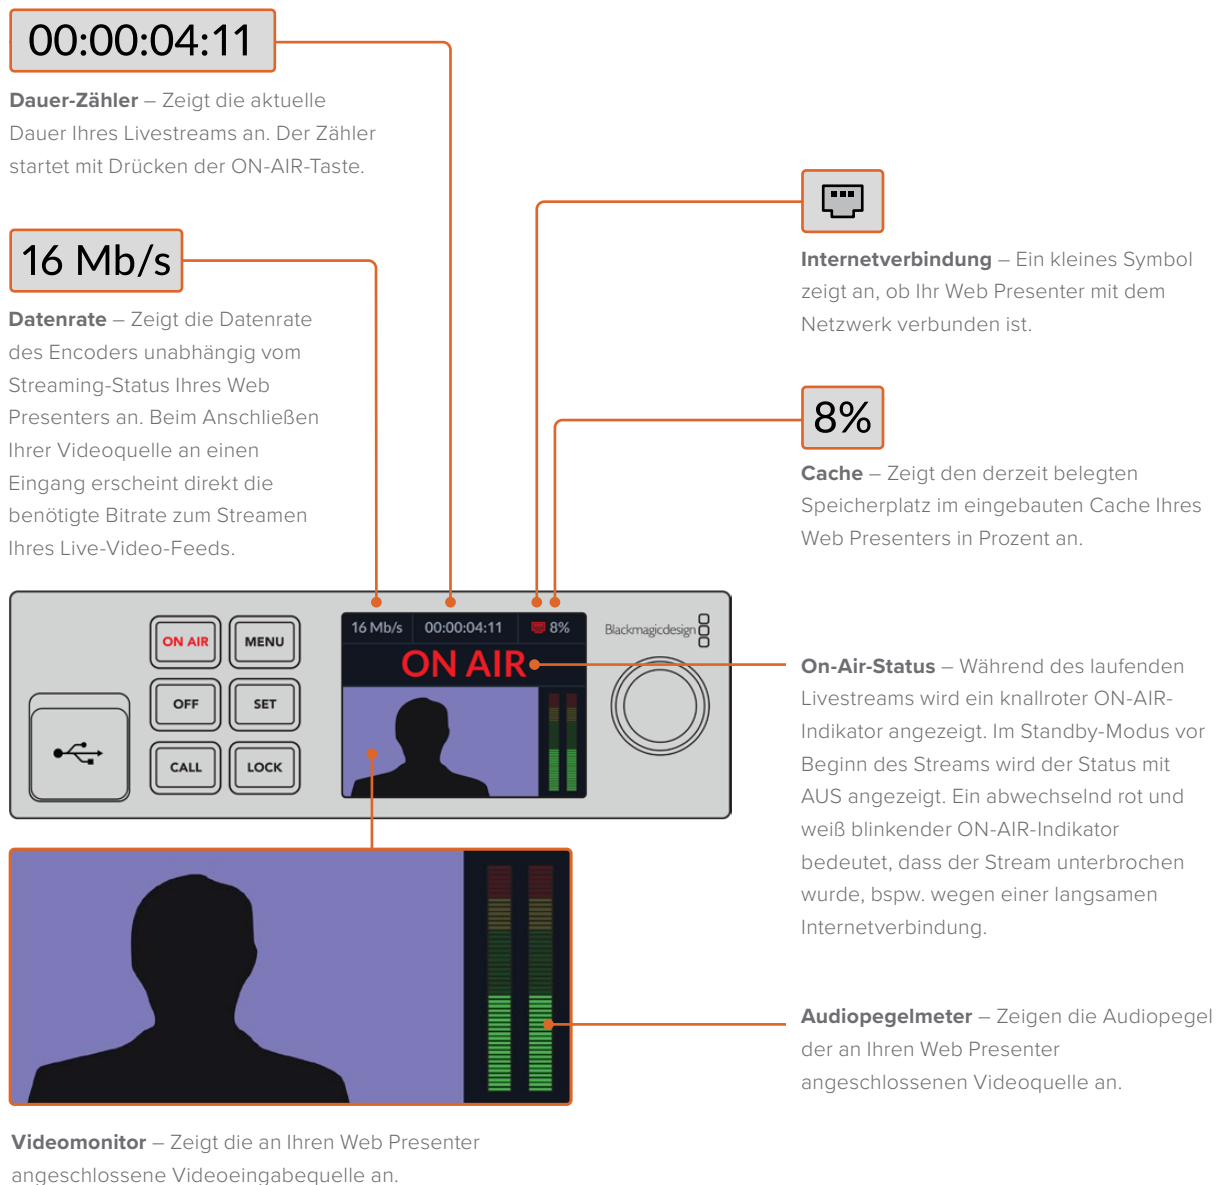 00:00:04:11
Dauer-Zähler – Zeigt die aktuelle
Dauer Ihres Livestreams an. Der Zähler
startet mit Drücken der ON-AIR-Taste.
16 Mb/s
Datenrate – Zeigt die Datenrate
des Encoders unabhängig vom
Streaming-Status Ihres Web
Presenters an. Beim Anschließen
Ihrer Videoquelle an einen
Eingang erscheint direkt die
benötigte Bitrate zum Streamen
Ihres Live-Video-Feeds.
Internetverbindung – Ein kleines Symbol
zeigt an, ob Ihr Web Presenter mit dem
Netzwerk verbunden ist.
8%
Cache – Zeigt den derzeit belegten
Speicherplatz im eingebauten Cache Ihres
Web Presenters in Prozent an.
ON AIR
MENU
OFF
SET
CALL
LOCK
16 Mb/s
00:00:04:11
8%
ON AIR
Blackmagicdesign
On-Air-Status – Während des laufenden
Livestreams wird ein knallroter ON-AIR-
Indikator angezeigt. Im Standby-Modus vor
Beginn des Streams wird der Status mit
AUS angezeigt. Ein abwechselnd rot und
weiß blinkender ON-AIR-Indikator
bedeutet, dass der Stream unterbrochen
wurde, bspw. wegen einer langsamen
Internetverbindung.
Audiopegelmeter – Zeigen die Audiopegel
der an Ihren Web Presenter
angeschlossenen Videoquelle an.
Videomonitor – Zeigt die an Ihren Web Presenter
angeschlossene Videoeingabequelle an.